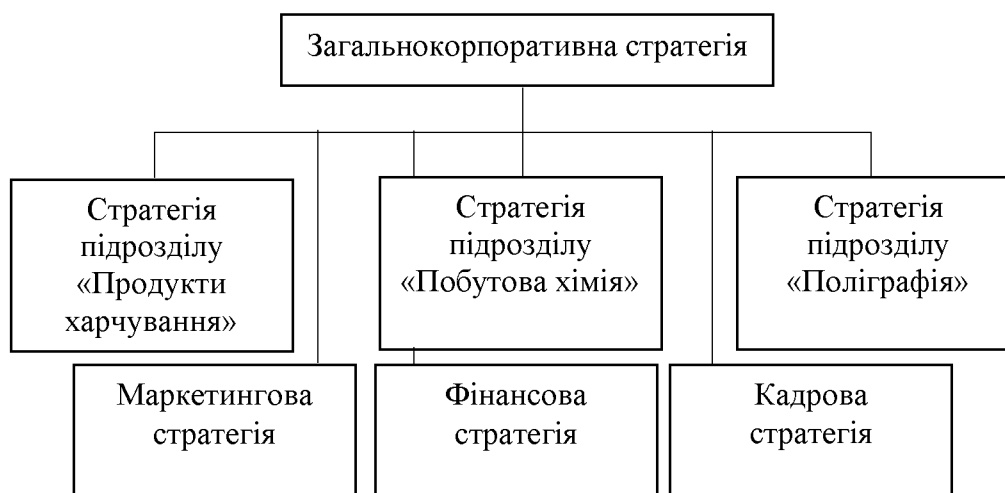 Загальнокорпоративна стратегія
Стратегія
підрозділу
«Продукти
харчування»
Стратегія
підрозділу
«Побутова хімія»
Стратегія
підрозділу
«Поліграфія»
Маркетингова
стратегія
Фінансова
стратегія
Кадрова
стратегія